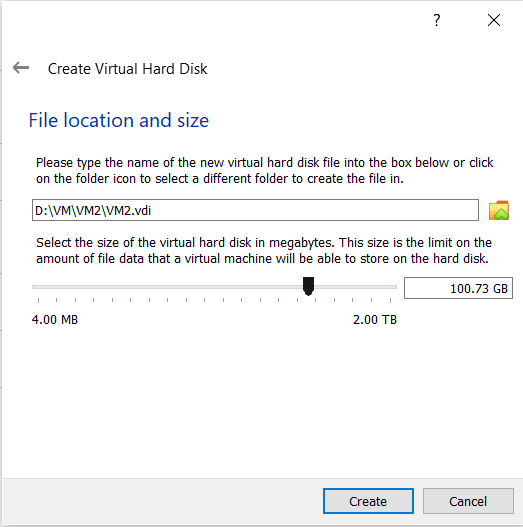 ?
Create Virtual Hard Disk
File location and size
Please type the name of the new virtual hard disk file into the box below or click
on the folder icon to select a different folder to create the file in.
D:\VM\VM2\VM2.vdi
Select the size of the virtual hard disk in megabytes. This size is the limit on the
amount of file data that a virtual machine will be able to store on the hard disk.
100.73 GB
4.00 MB 2.00 TB
Create Cancel